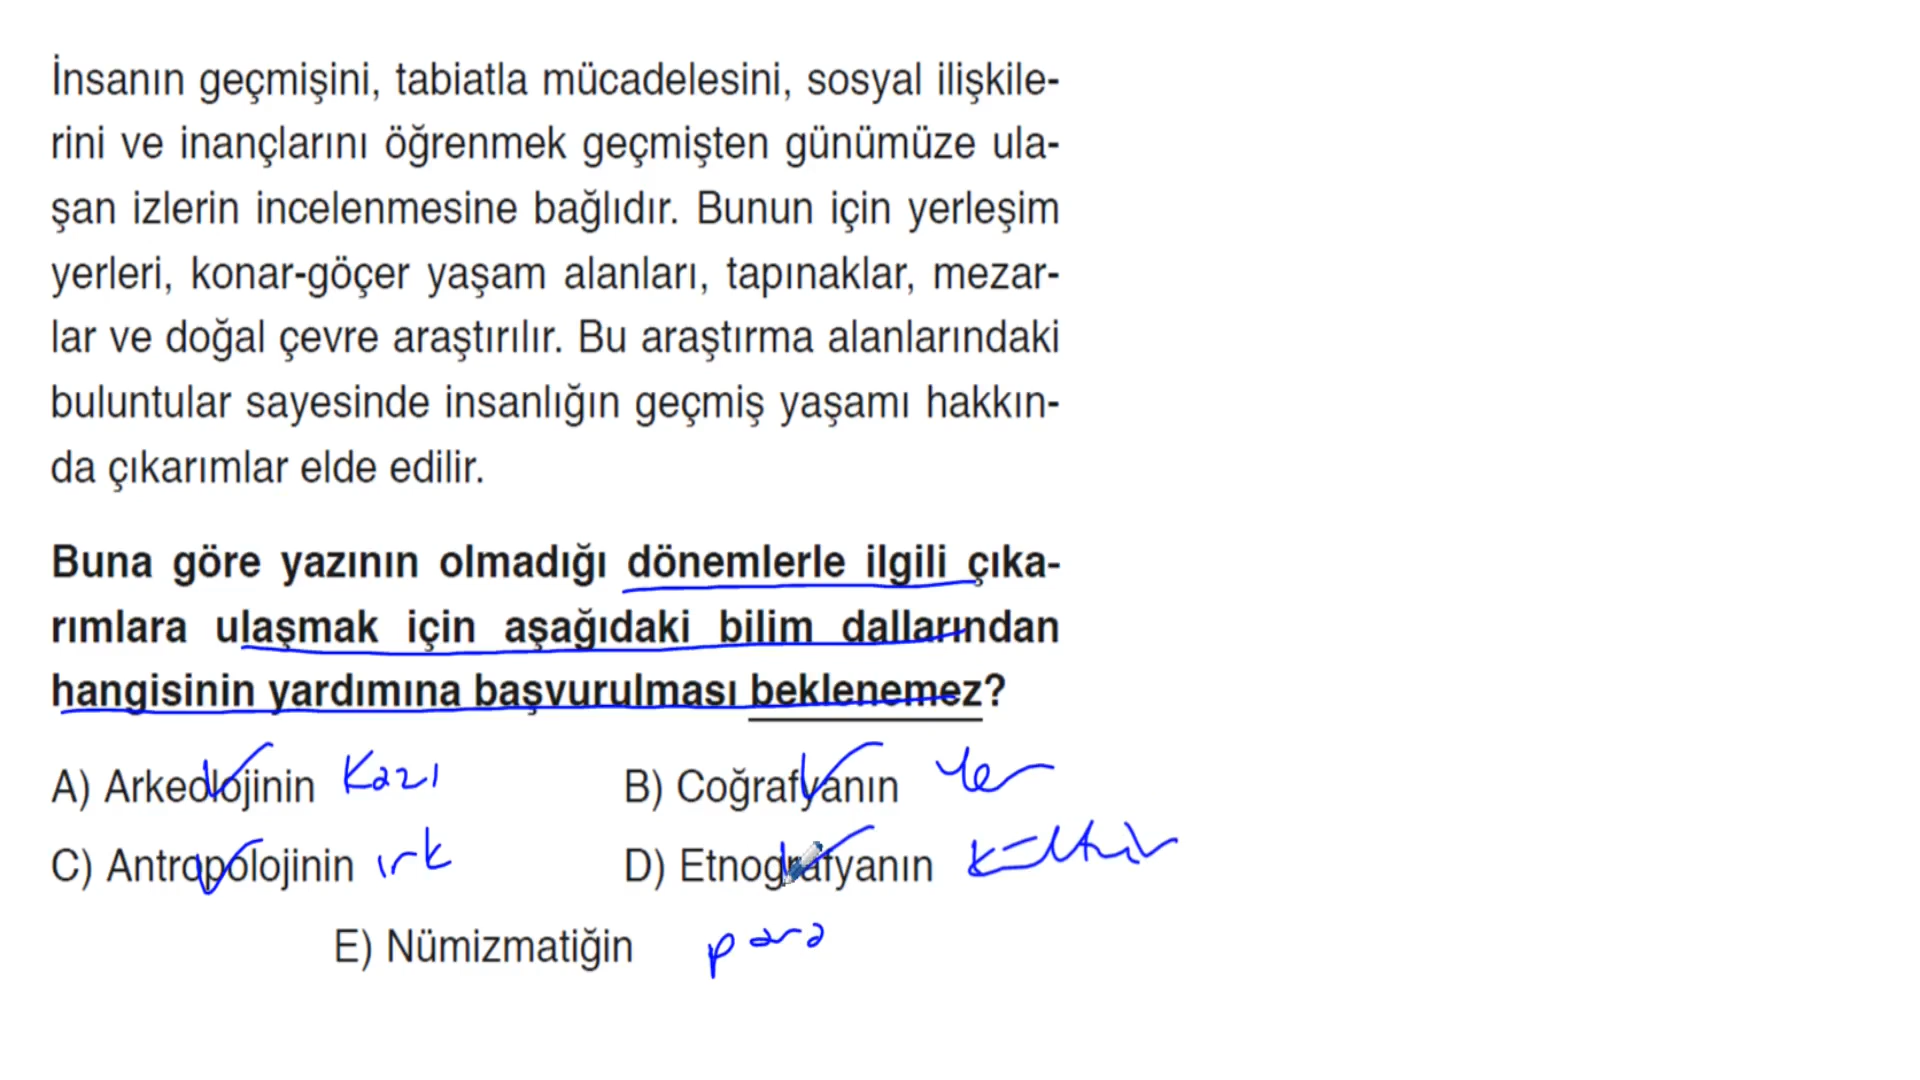 İnsanın geçmişini, tabiatla mücadelesini, sosyal ilişkile-
rini ve inançlarını öğrenmek geçmişten günümüze ula-
şan izlerin incelenmesine bağlıdır. Bunun için yerleşim
yerleri, konar-göçer yaşam alanları, tapınaklar, mezar-
lar ve doğal çevre araştırılır. Bu araştırma alanlarındaki
buluntular sayesinde insanlığın geçmiş yaşamı hakkın-
da çıkarımlar elde edilir.
Buna göre yazının olmadığı dönemlerle ilgili çıka-
rımlara ulaşmak için aşağıdaki bilim dallarından
hangisinin yardımına başvurulması beklenemez?
A) Arkeolojinin Kazı B) Coğrafyanın Yer
C) Antropolojinin ırk D) Etnografyanın kültür
E) Nümizmatiğin para